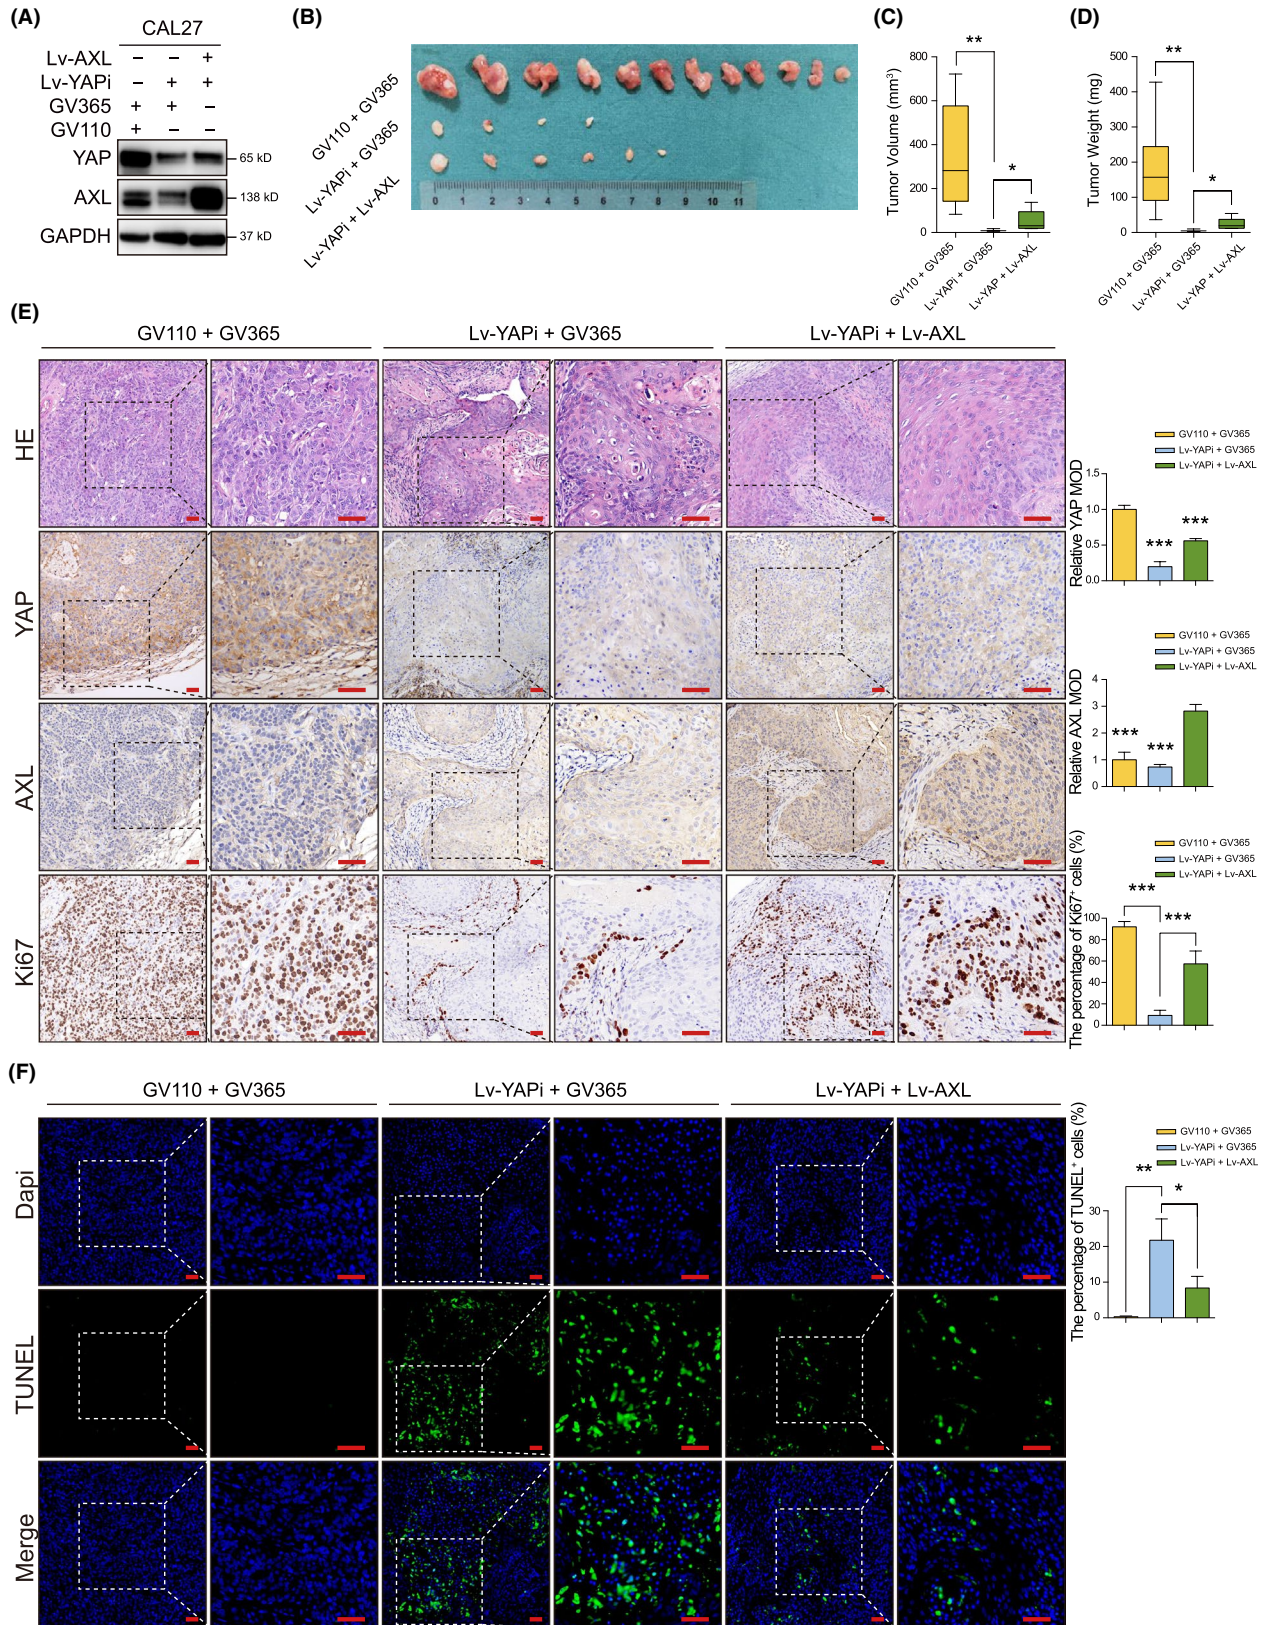 (A)
CAL27
Lv-AXL – – +
Lv-YAPi – + +
GV365 + + –
GV110 + – –
YAP 65 kD
AXL 138 kD
GAPDH 37 kD
(B)
GV110 + GV365
Lv-YAPi + GV365
Lv-YAPi + Lv-AXL
0 1 2 3 4 5 6 7 8 9 10 11
(C)
Tumor Volume (mm³)
800
600
400
200
0
**
*
GV110 + GV365
Lv-YAPi + GV365
Lv-YAP + Lv-AXL
(D)
Tumor Weight (mg)
500
400
300
200
100
0
**
*
GV110 + GV365
Lv-YAPi + GV365
Lv-YAP + Lv-AXL
(E)
GV110 + GV365 Lv-YAPi + GV365 Lv-YAPi + Lv-AXL
HE
YAP
AXL
Ki67
GV110 + GV365
Lv-YAPi + GV365
Lv-YAPi + Lv-AXL
Relative YAP MOD
1.5
1.0
0.5
0.0
***
***
GV110 + GV365
Lv-YAPi + GV365
Lv-YAPi + Lv-AXL
Relative AXL MOD
4
3
2
1
0
***
***
GV110 + GV365
Lv-YAPi + GV365
Lv-YAPi + Lv-AXL
The percentage of Ki67⁺ cells (%)
100
80
60
40
20
0
***
***
(F)
GV110 + GV365 Lv-YAPi + GV365 Lv-YAPi + Lv-AXL
Dapi
TUNEL
Merge
GV110 + GV365
Lv-YAPi + GV365
Lv-YAPi + Lv-AXL
The percentage of TUNEL⁺ cells (%)
30
20
10
0
**
*